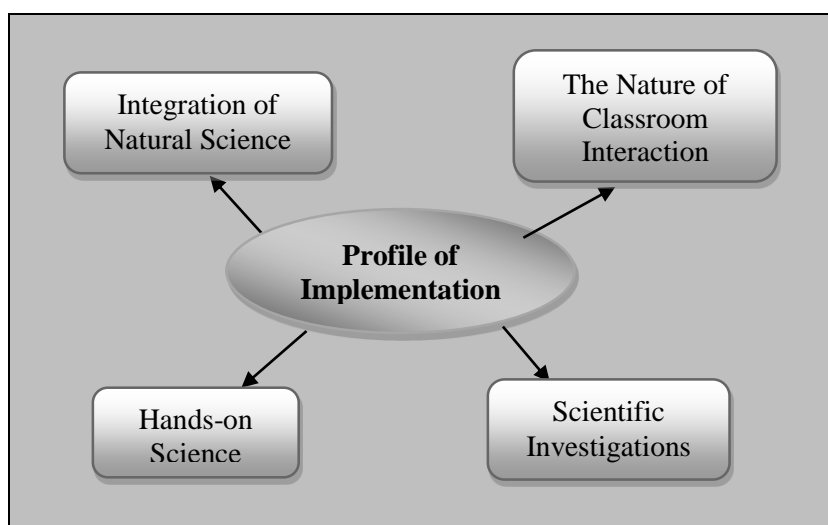 Integration of
Natural Science
The Nature of
Classroom
Interaction
Profile of
Implementation
Hands-on
Science
Scientific
Investigations